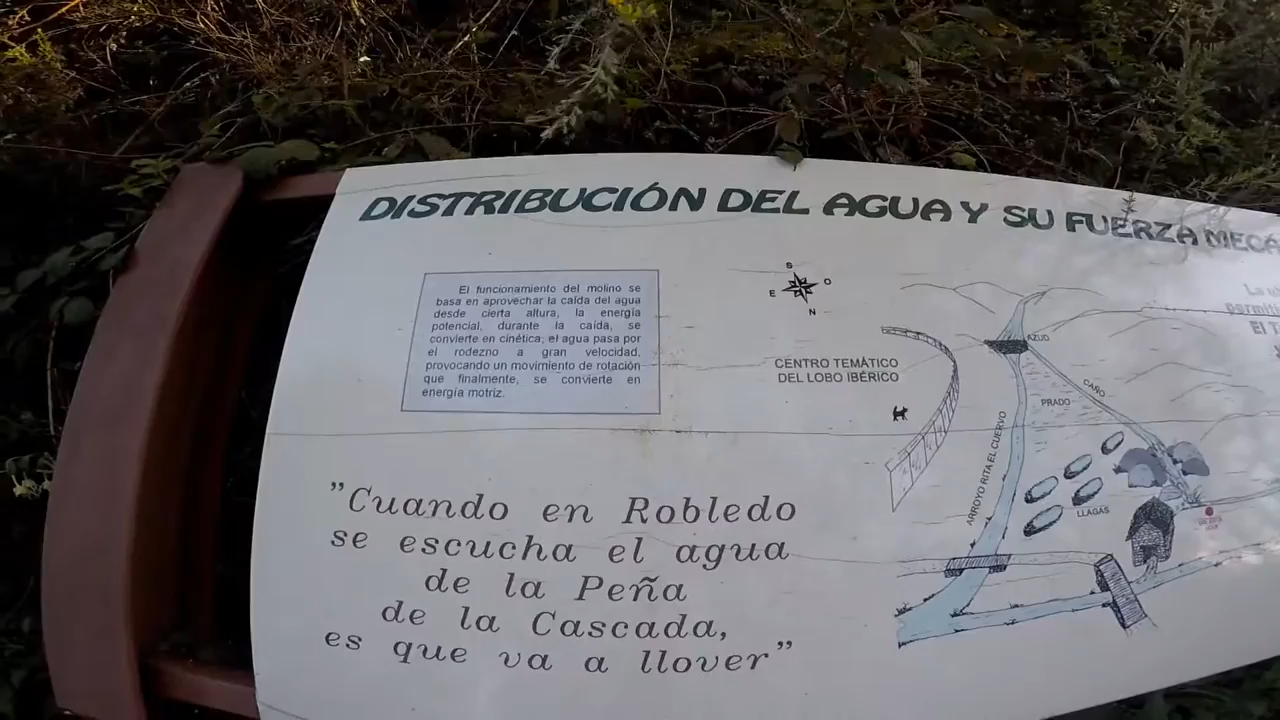 DISTRIBUCIÓN DEL AGUA Y SU FUERZA
El funcionamiento del molino se
basa en aprovechar la caída del agua
desde cierta altura, la energía
potencial, durante la caída, se
convierte en cinética; el agua pasa por
el rodezno a gran velocidad,
provocando un movimiento de rotación
que finalmente, se convierte en
energía motriz.
S
E
O
N
CENTRO TEMÁTICO
DEL LOBO IBÉRICO
AZUD
CAÑO
PRADO
ARROYO RITA EL CUERVO
LLAGAS
El
"Cuando en Robledo
se escucha el agua
de la Peña
de la Cascada,
es que va a llover"